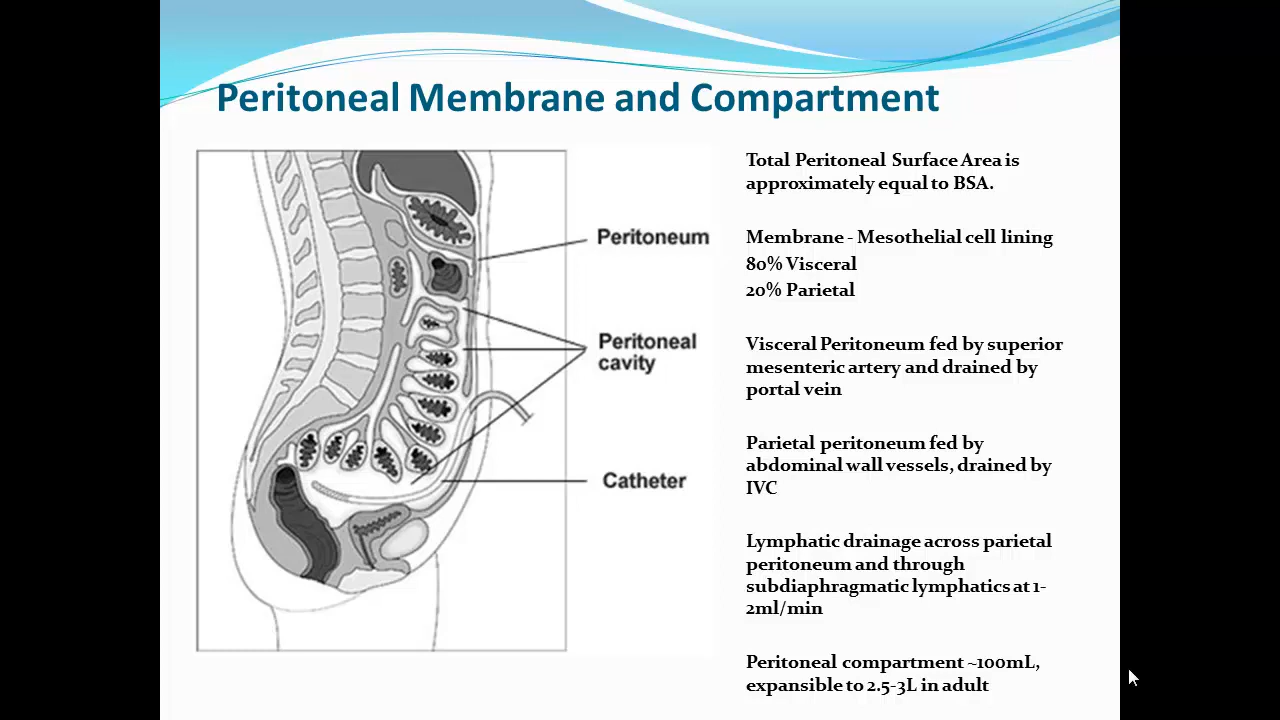 Peritoneal Membrane and Compartment
Peritoneum
Peritoneal
cavity
Catheter
Total Peritoneal Surface Area is
approximately equal to BSA.
Membrane - Mesothelial cell lining
80% Visceral
20% Parietal
Visceral Peritoneum fed by superior
mesenteric artery and drained by
portal vein
Parietal peritoneum fed by
abdominal wall vessels, drained by
IVC
Lymphatic drainage across parietal
peritoneum and through
subdiaphragmatic lymphatics at 1-
2ml/min
Peritoneal compartment ~100mL,
expansible to 2.5-3L in adult